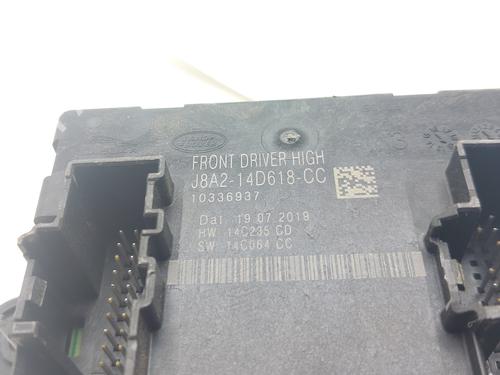 FRONT DRIVER HIGH
J8A2-14D618-CC
10336937
Dat. 19.07.2019
HW 14C235 CD
SW 14C064 CC